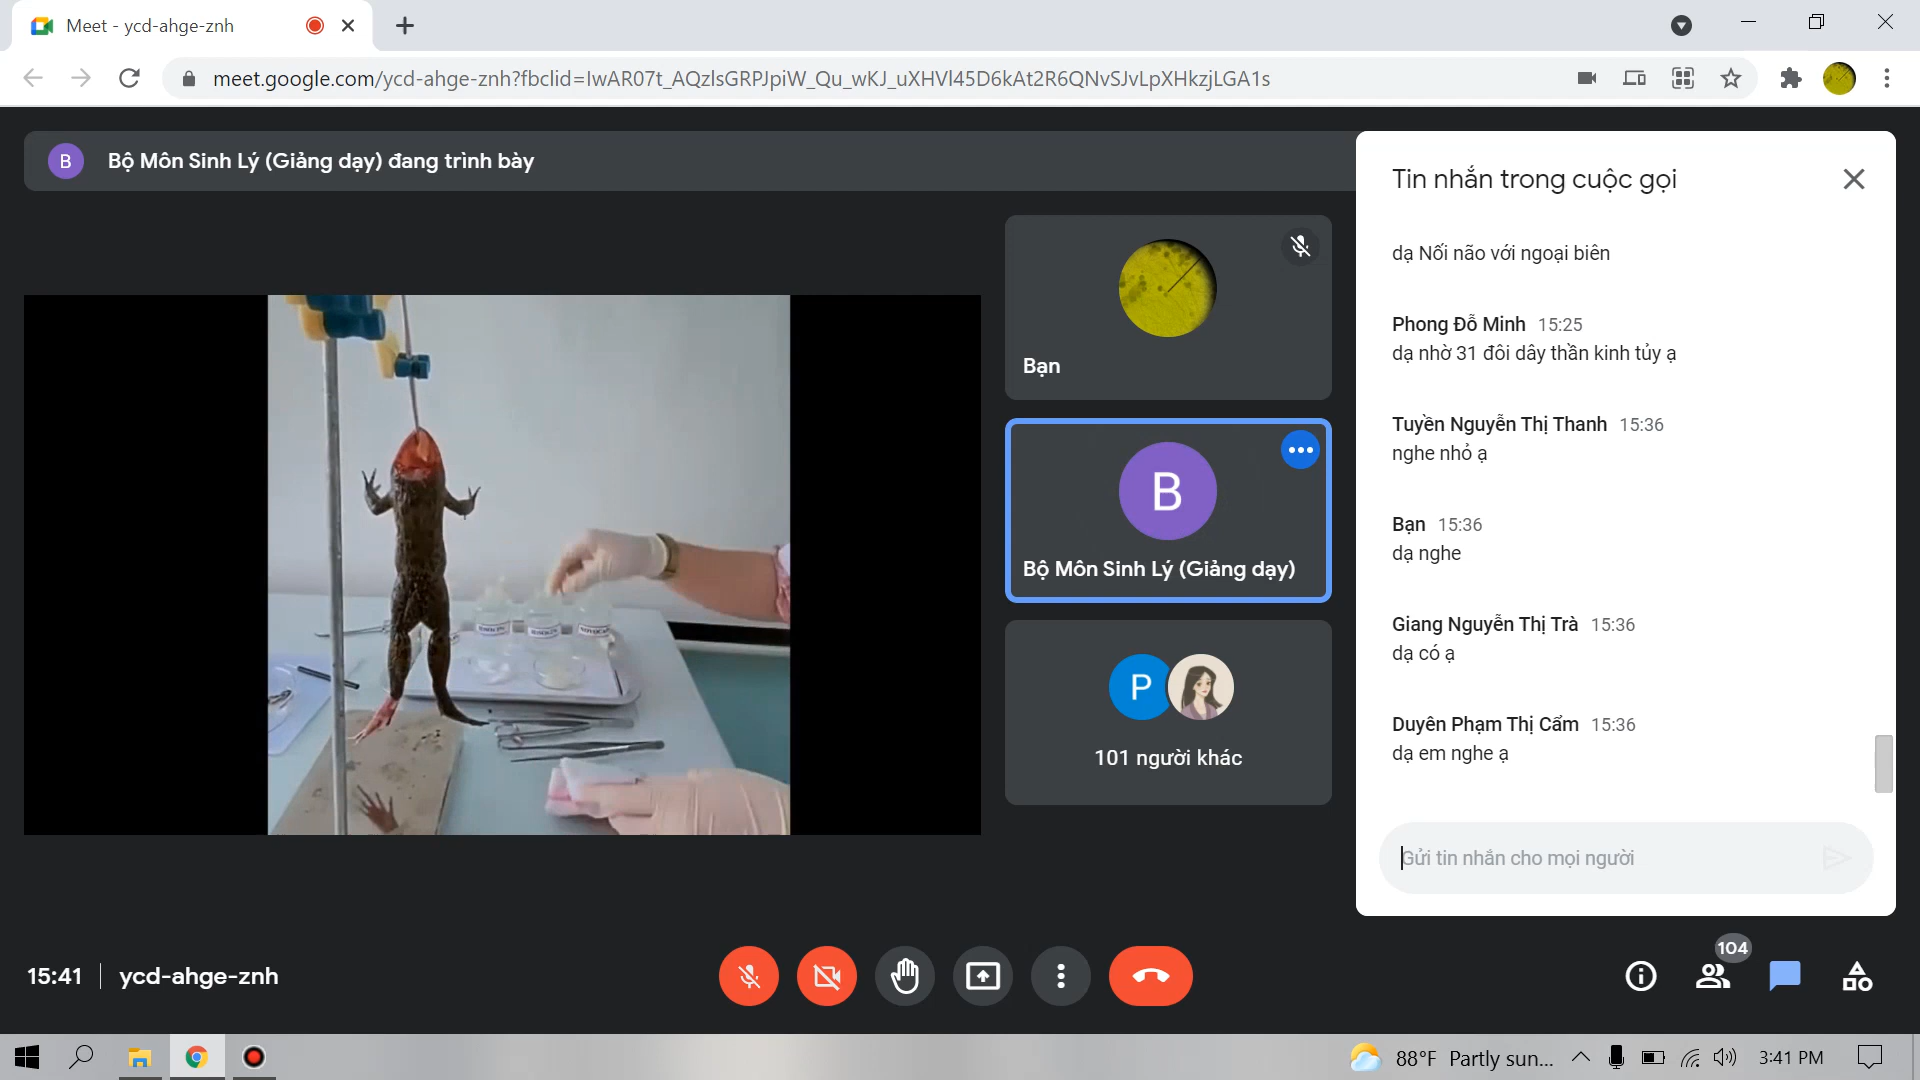 Meet - ycd-ahge-znh
meet.google.com/ycd-ahge-znh?fbclid=IwAR07t_AQzlsGRPJpiW_Qu_wKJ_uXHVl45D6kAt2R6QNvSJvLpXHkzjLGA1s
B
Bộ Môn Sinh Lý (Giảng dạy) đang trình bày
Bạn
B
Bộ Môn Sinh Lý (Giảng dạy)
P
101 người khác
Tin nhắn trong cuộc gọi
dạ Nối não với ngoại biên
Phong Đỗ Minh 15:25
dạ nhờ 31 đôi dây thần kinh tủy ạ
Tuyền Nguyễn Thị Thanh 15:36
nghe nhỏ ạ
Bạn 15:36
dạ nghe
Giang Nguyễn Thị Trà 15:36
dạ có ạ
Duyên Phạm Thị Cẩm 15:36
dạ em nghe ạ
Gửi tin nhắn cho mọi người
15:41 ycd-ahge-znh
104
88°F Partly sun...
3:41 PM